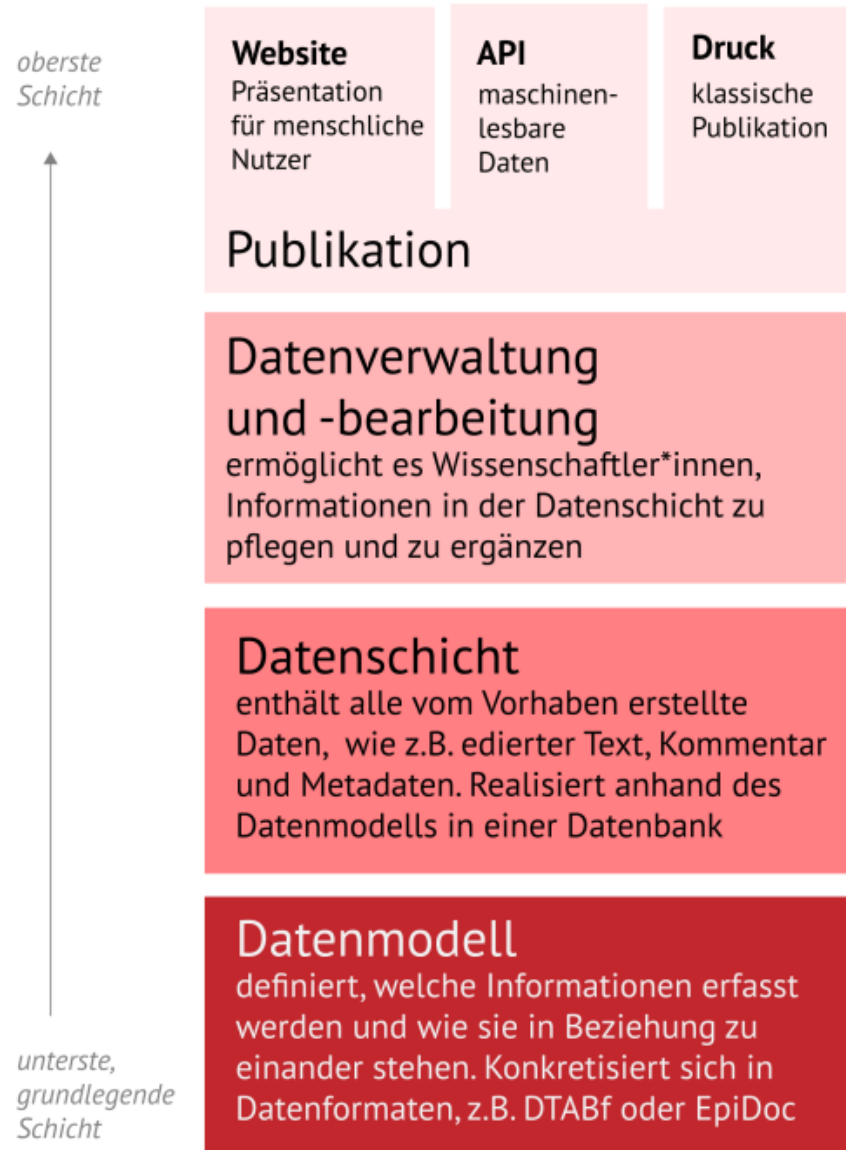 oberste
Schicht
Website
Präsentation
für menschliche
Nutzer
API
maschinen-
lesbare
Daten
Druck
klassische
Publikation
Publikation
Datenverwaltung
und -bearbeitung
ermöglicht es Wissenschaftler*innen,
Informationen in der Datenschicht zu
pflegen und zu ergänzen
Datenschicht
enthält alle vom Vorhaben erstellte
Daten,  wie z.B. edierter Text, Kommentar
und Metadaten. Realisiert anhand des
Datenmodells in einer Datenbank
Datenmodell
definiert, welche Informationen erfasst
werden und wie sie in Beziehung zu
einander stehen. Konkretisiert sich in
Datenformaten, z.B. DTABf oder EpiDoc
unterste,
grundlegende
Schicht